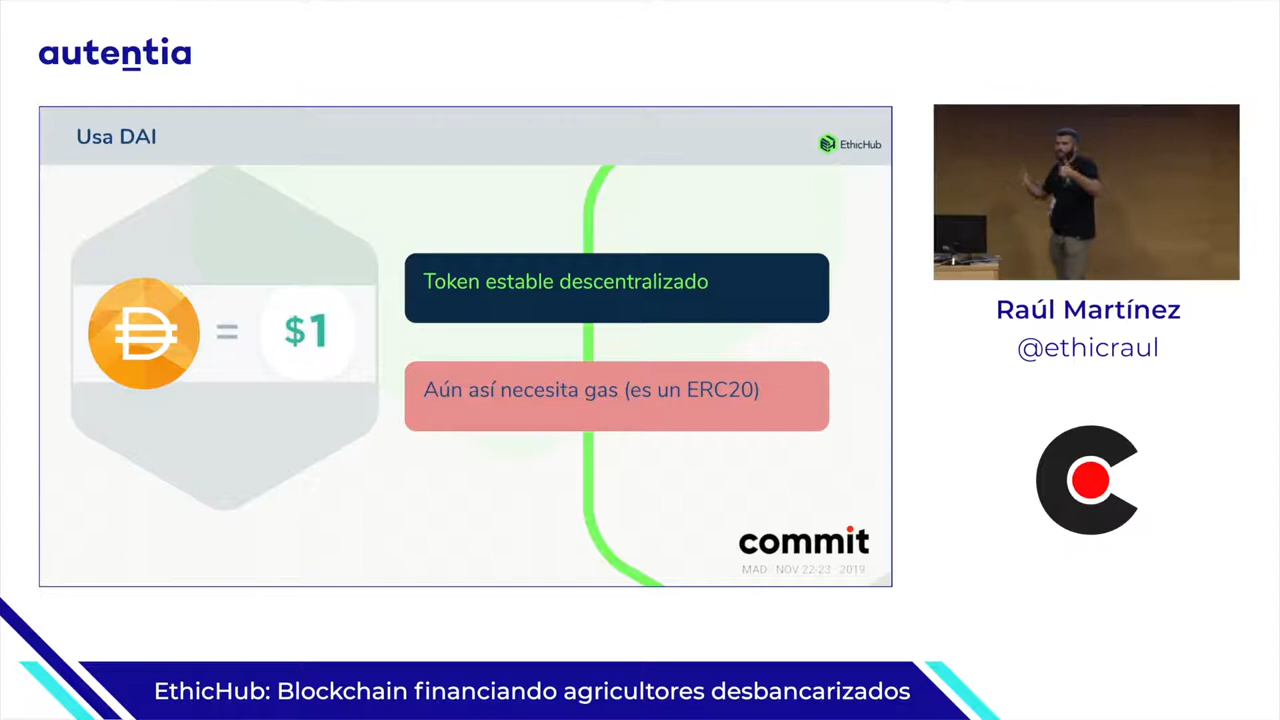 autentia
Usa DAI
EthicHub
= $1
Token estable descentralizado
Aún así necesita gas (es un ERC20)
commit
MAD NOV 22-23 2019
Raúl Martínez
@ethicraul
EthicHub: Blockchain financiando agricultores desbancarizados